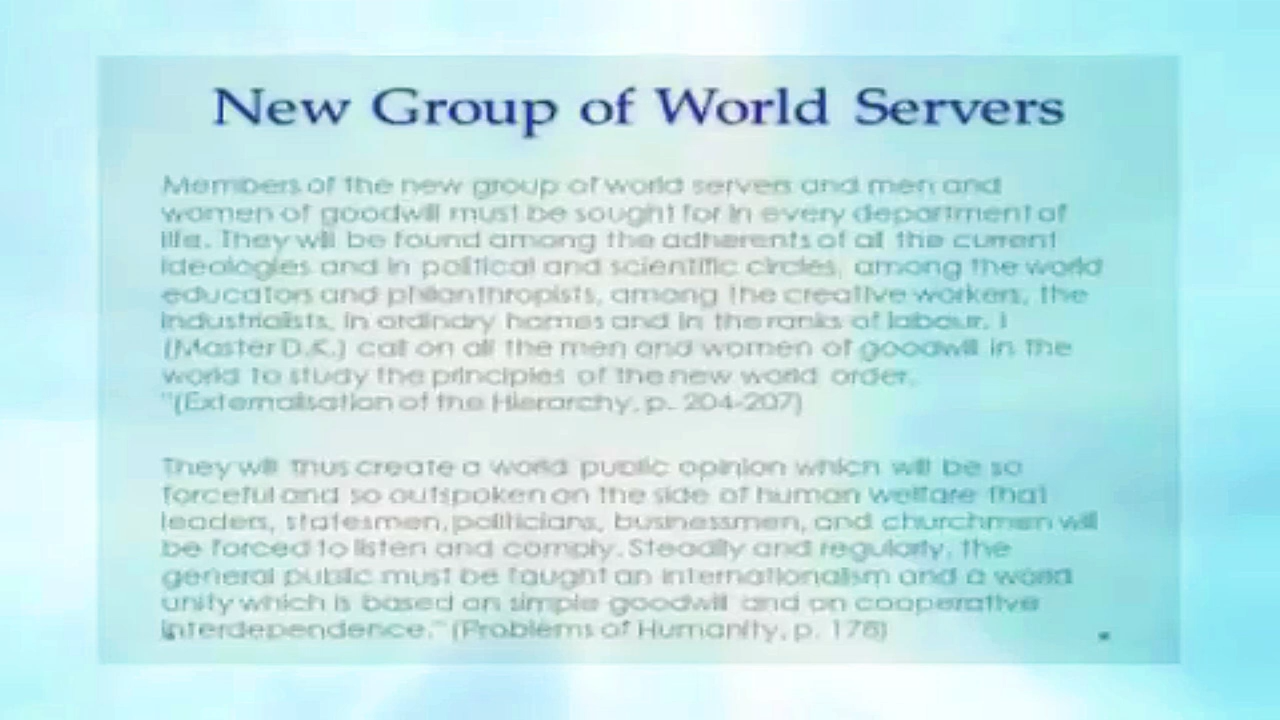 New Group of World Servers
Members of the new group of world servers and men and
women of goodwill must be sought for in every department of
life. They will be found among the adherents of all the current
ideologies and in political and scientific circles, among the world
educators and philanthropists, among the creative workers, the
industrialists, in ordinary homes and in the ranks of labour. I
(Master D.K.) call on all the men and women of goodwill in the
world to study the principles of the new world order.
"(Externalisation of the Hierarchy, p. 204-207)
They will thus create a world public opinion which will be so
forceful and so outspoken on the side of human welfare that
leaders, statesmen, politicians, businessmen, and churchmen will
be forced to listen and comply. Steadily and regularly, the
general public must be taught an internationalism and a world
unity which is based on simple goodwill and on cooperative
interdependence." (Problems of Humanity, p. 178)